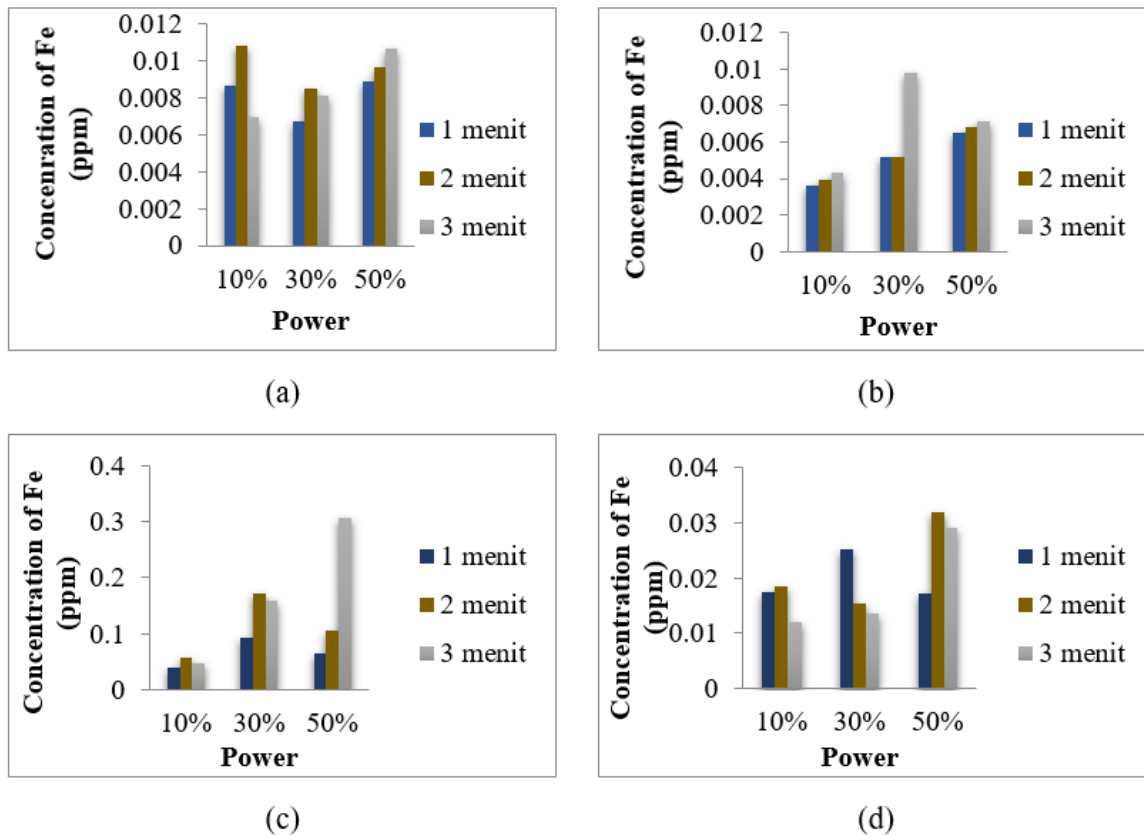 Concenration of Fe
(ppm)
0.012
0.01
0.008
0.006
0.004
0.002
0
10% 30% 50%
Power
1 menit
2 menit
3 menit
(a)
Concentration of Fe
(ppm)
0.012
0.01
0.008
0.006
0.004
0.002
0
10% 30% 50%
Power
1 menit
2 menit
3 menit
(b)
Concentration of Fe
(ppm)
0.4
0.3
0.2
0.1
0
10% 30% 50%
Power
1 menit
2 menit
3 menit
(c)
Concentration of Fe
(ppm)
0.04
0.03
0.02
0.01
0
10% 30% 50%
Power
1 menit
2 menit
3 menit
(d)